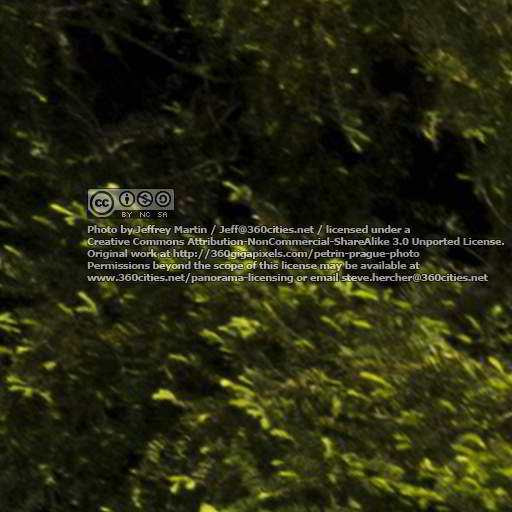 cc
BY NC SA
Photo by Jeffrey Martin / Jeff@360cities.net / licensed under a
Creative Commons Attribution-NonCommercial-ShareAlike 3.0 Unported License.
Original work at http://360gigapixels.com/petrin-prague-photo
Permissions beyond the scope of this license may be available at
www.360cities.net/panorama-licensing or email steve.hercher@360cities.net